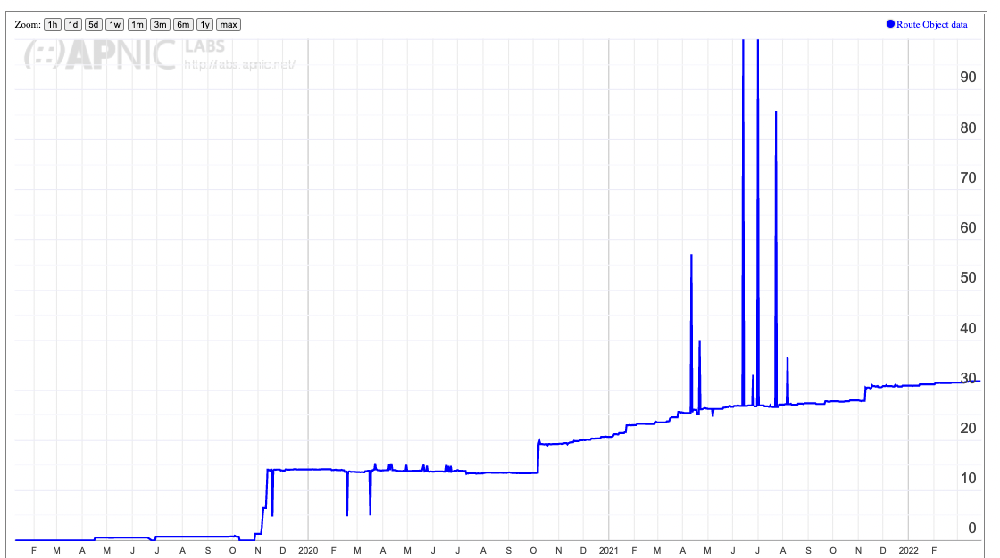 Zoom: 1h 1d 5d 1w 1m 3m 6m 1y max
Route Object data
(::) APNIC LABS
http://labs.apnic.net/
90
80
70
60
50
40
30
20
10
0
F M A M J J A S O N D 2020 F M A M J J A S O N D 2021 F M A M J J A S O N D 2022 F